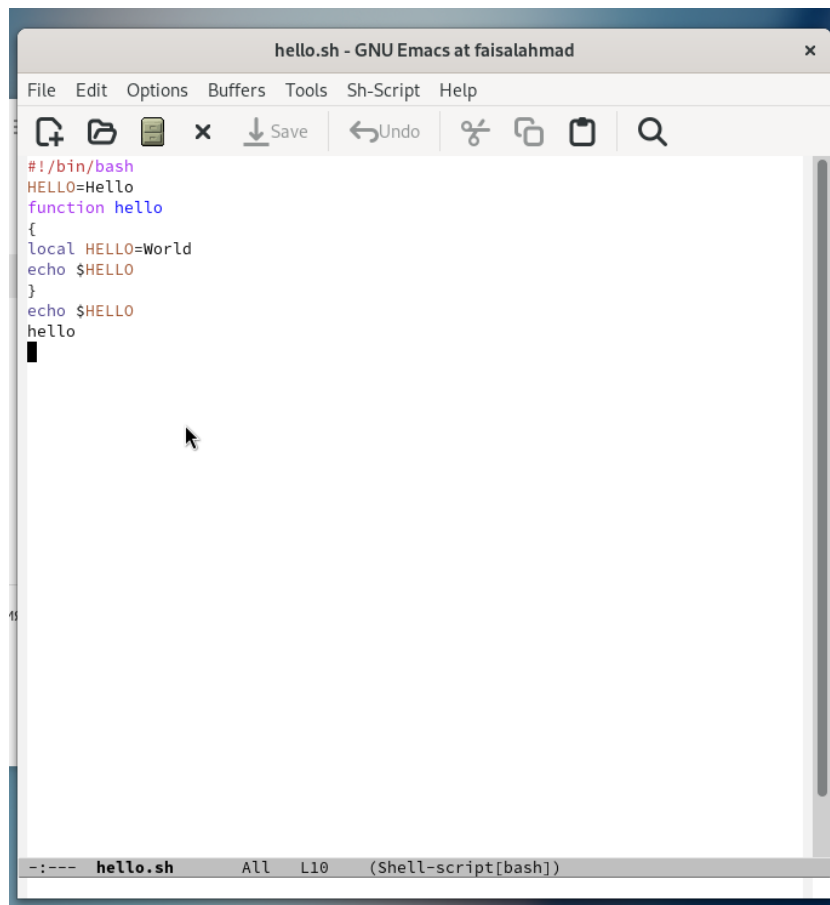 hello.sh - GNU Emacs at faisalahmad
File Edit Options Buffers Tools Sh-Script Help
Save Undo
#!/bin/bash
HELLO=Hello
function hello
{
local HELLO=World
echo $HELLO
}
echo $HELLO
hello
-:--- hello.sh All L10 (Shell-script[bash])